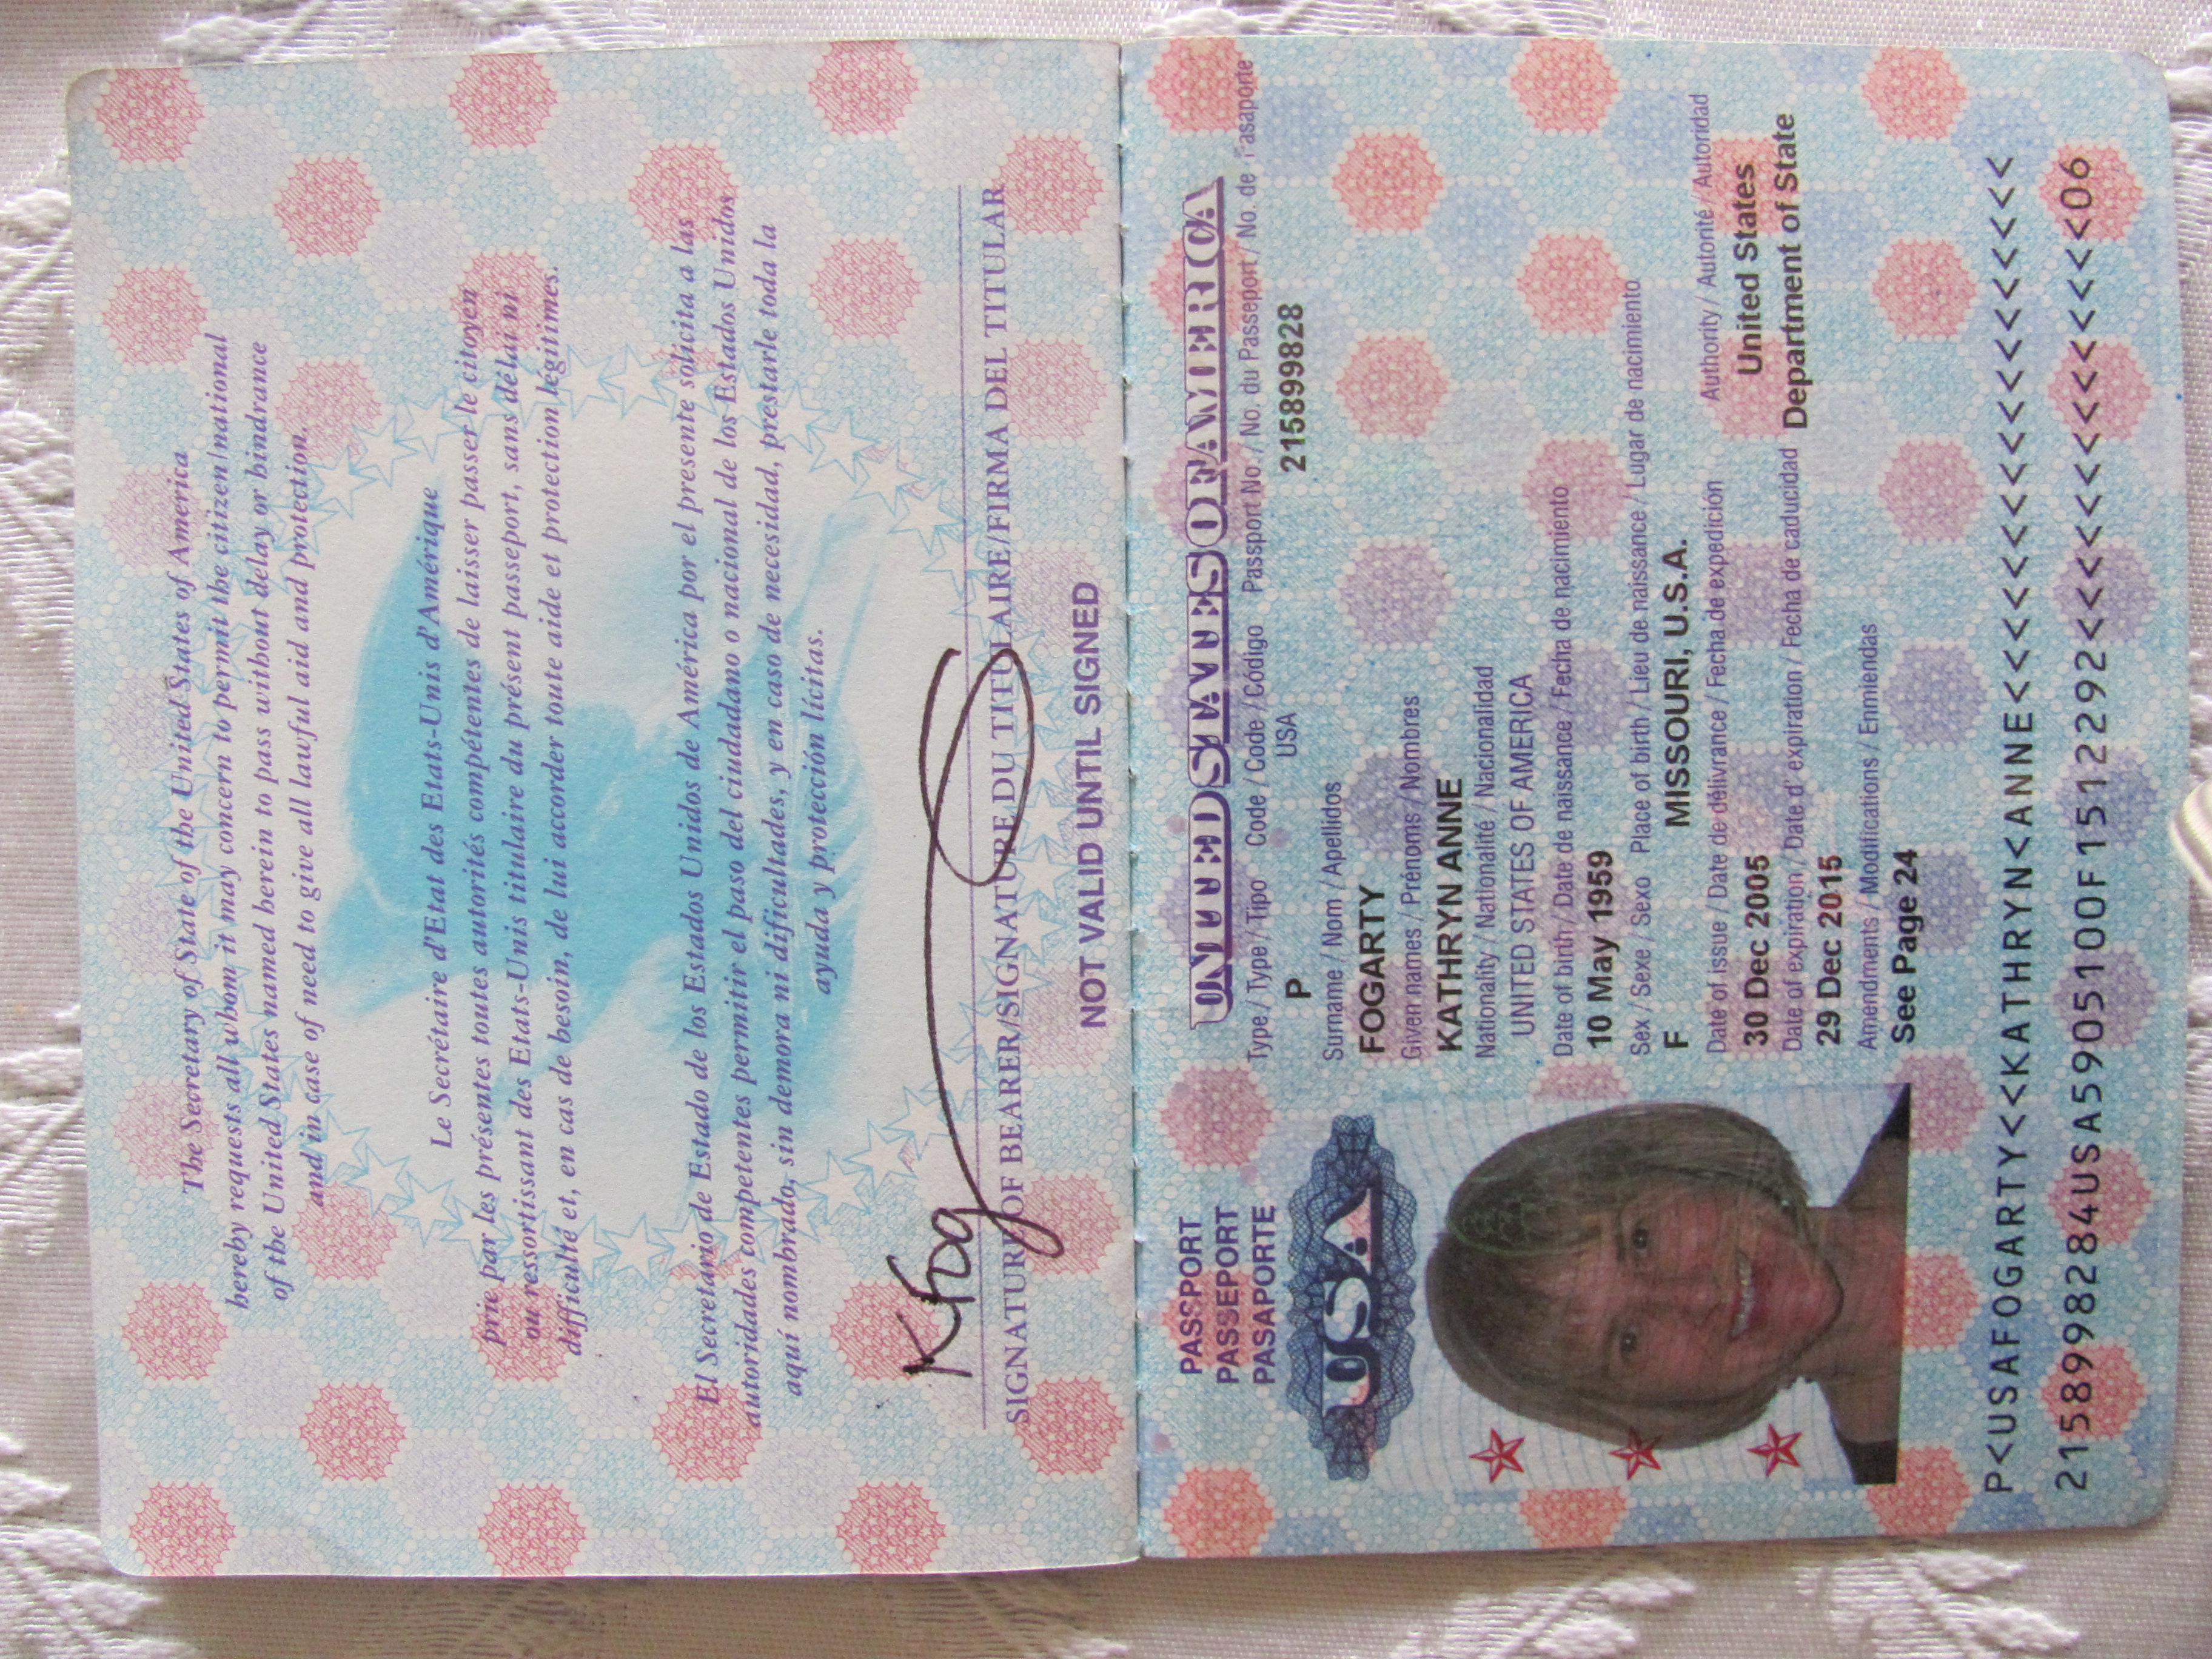 The Secretary of State of the United States of America
hereby requests all whom it may concern to permit the citizen/national
of the United States named herein to pass without delay or hindrance
and in case of need to give all lawful aid and protection.
Le Secrétaire d'Etat des Etats-Unis d'Amérique
prie par les présentes toutes autorités compétentes de laisser passer le citoyen
ou ressortissant des Etats-Unis titulaire du présent passeport, sans délai ni
difficulté et, en cas de besoin, de lui accorder toute aide et protection légitimes.
El Secretario de Estado de los Estados Unidos de América por el presente solicita a las
autoridades competentes permitir el paso del ciudadano o nacional de los Estados Unidos
aquí nombrado, sin demora ni dificultades, y en caso de necesidad, prestarle toda la
ayuda y protección lícitas.
K Fog
SIGNATURE OF BEARER/SIGNATURE DU TITULAIRE/FIRMA DEL TITULAR
NOT VALID UNTIL SIGNED
UNITED STATES OF AMERICA
PASSPORT
PASSEPORT
PASAPORTE
USA
Type / Type / Tipo Code / Code / Código Passport No. / No. du Passeport / No. de Pasaporte
P USA 215899828
Surname / Nom / Apellidos
FOGARTY
Given names / Prénoms / Nombres
KATHRYN ANNE
Nationality / Nationalité / Nacionalidad
UNITED STATES OF AMERICA
Date of birth / Date de naissance / Fecha de nacimiento
10 May 1959
Sex / Sexe / Sexo Place of birth / Lieu de naissance / Lugar de nacimiento
F MISSOURI, U.S.A.
Date of issue / Date de délivrance / Fecha de expedición Authority / Autorité / Autoridad
30 Dec 2005 United States
Date of expiration / Date d' expiration / Fecha de caducidad Department of State
29 Dec 2015
Amendments / Modifications / Enmiendas
See Page 24
P<USAFOGARTY<<KATHRYN<ANNE<<<<<<<<<<<<<<<<<<
2158998284USA5905100F1512292<<<<<<<<<<<<<<06